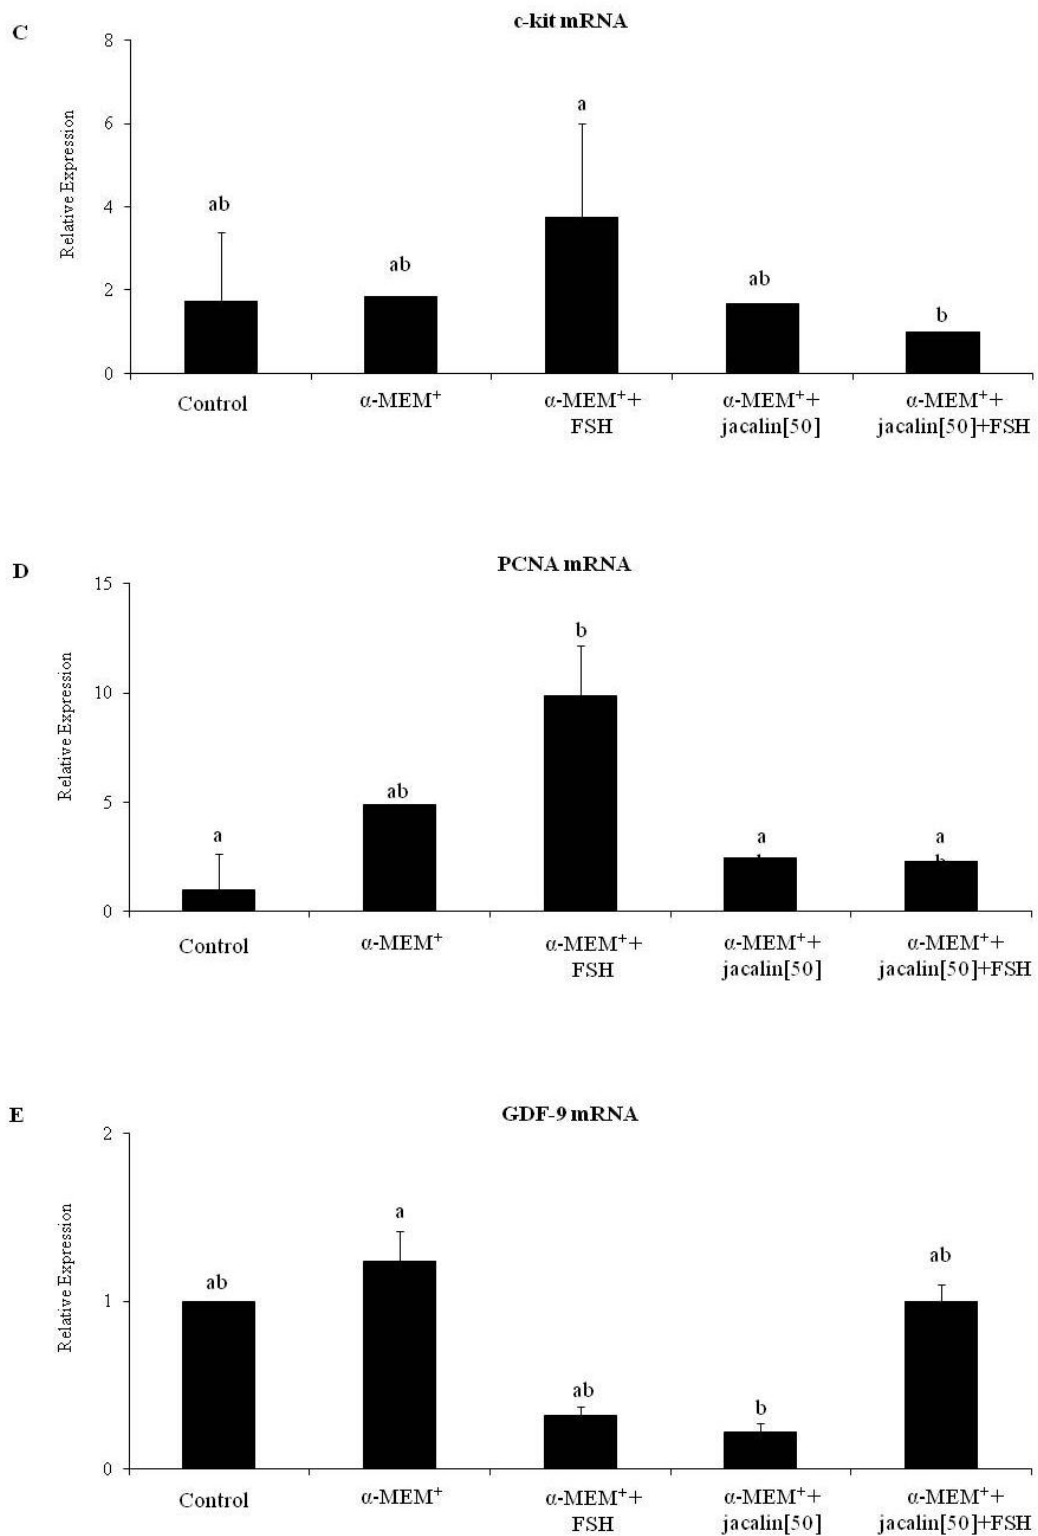 C
c-kit mRNA
8
6
4
2
0
Relative Expression
ab
ab
a
ab
b
Control
α-MEM⁺
α-MEM⁺+
FSH
α-MEM⁺+
jacalin[50]
α-MEM⁺+
jacalin[50]+FSH
D
PCNA mRNA
15
10
5
0
Relative Expression
a
ab
b
a
a
b
Control
α-MEM⁺
α-MEM⁺+
FSH
α-MEM⁺+
jacalin[50]
α-MEM⁺+
jacalin[50]+FSH
E
GDF-9 mRNA
2
1
0
Relative Expression
ab
a
ab
b
ab
Control
α-MEM⁺
α-MEM⁺+
FSH
α-MEM⁺+
jacalin[50]
α-MEM⁺+
jacalin[50]+FSH